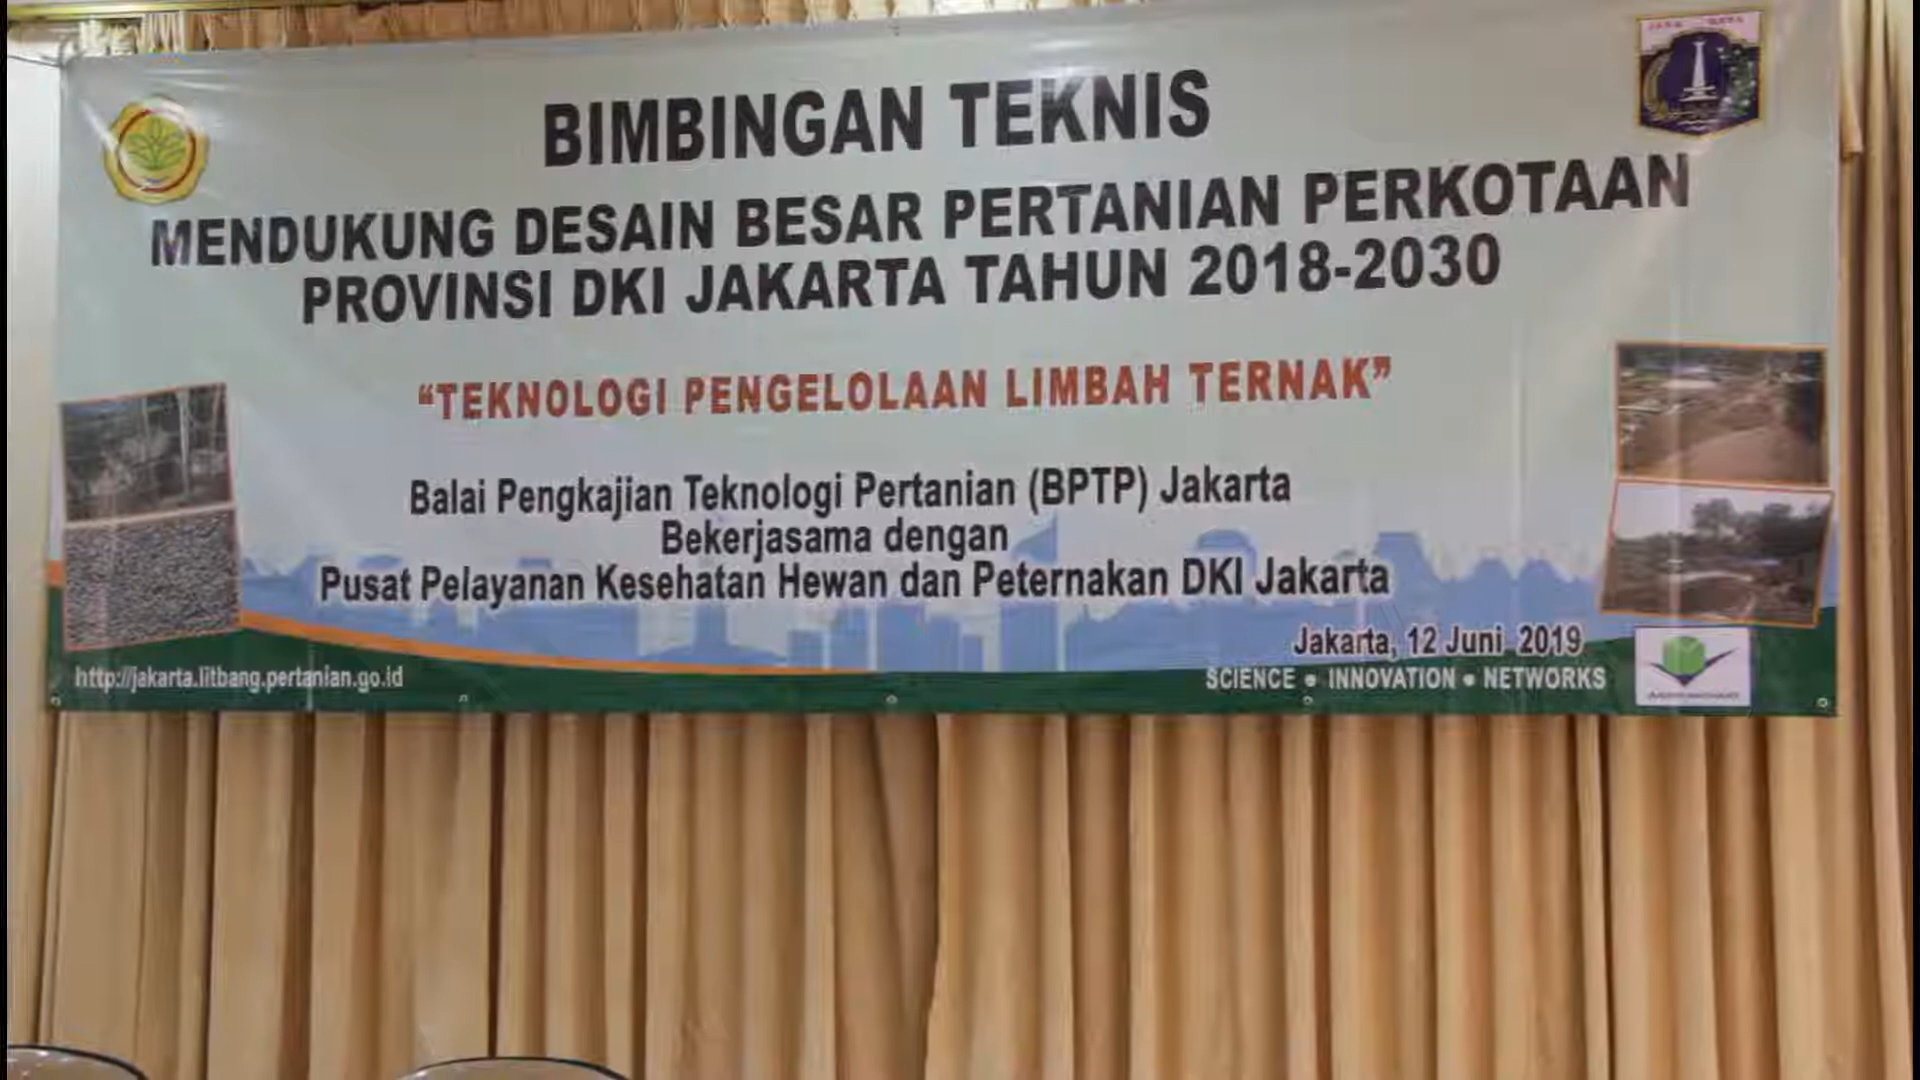 JAYA RAYA
BIMBINGAN TEKNIS
MENDUKUNG DESAIN BESAR PERTANIAN PERKOTAAN
PROVINSI DKI JAKARTA TAHUN 2018-2030
“TEKNOLOGI PENGELOLAAN LIMBAH TERNAK”
Balai Pengkajian Teknologi Pertanian (BPTP) Jakarta
Bekerjasama dengan
Pusat Pelayanan Kesehatan Hewan dan Peternakan DKI Jakarta
Jakarta, 12 Juni 2019
http://jakarta.litbang.pertanian.go.id
SCIENCE • INNOVATION • NETWORKS